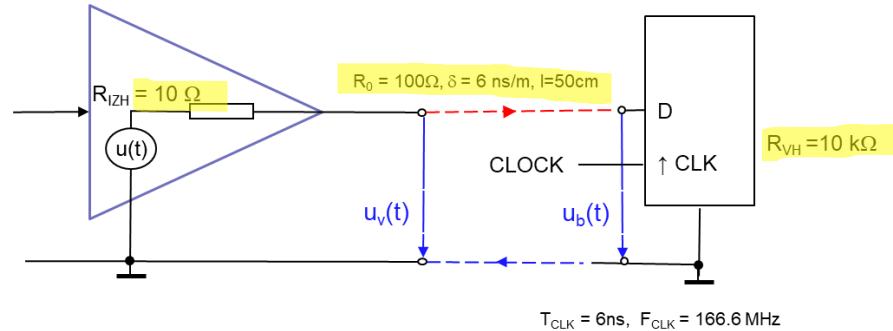 R₀ = 100Ω, δ = 6 ns/m, l=50cm
R_IZH = 10 Ω
D
u(t)
R_VH =10 kΩ
CLOCK
↑ CLK
u_v(t)
u_b(t)
T_CLK = 6ns, F_CLK = 166.6 MHz